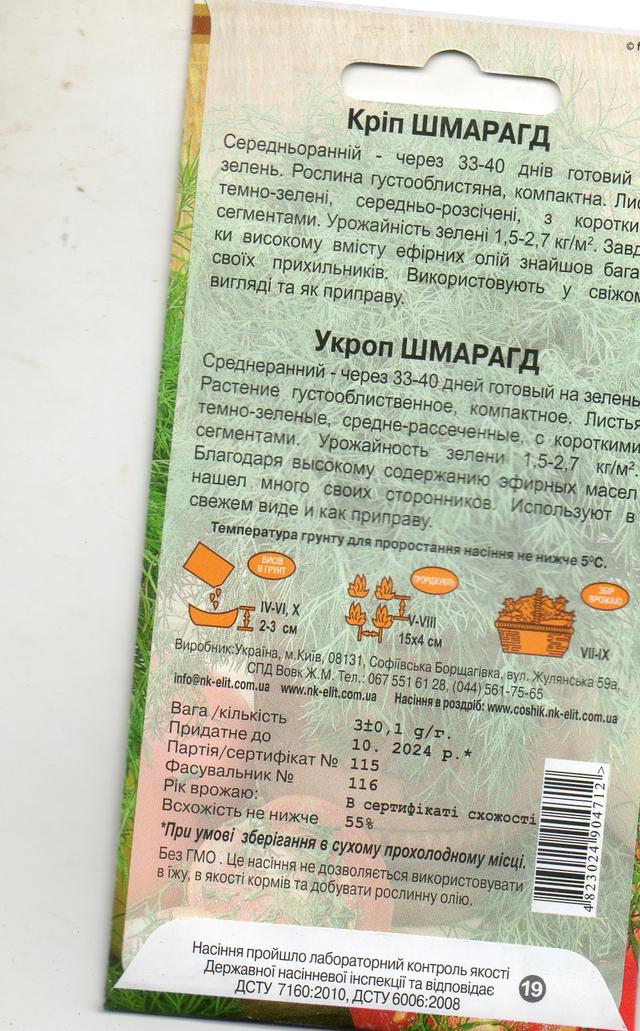 © f
Кріп ШМАРАГД
Середньоранній - через 33-40 днів готовий
зелень. Рослина густооблистяна, компактна. Лис
темно-зелені, середньо-розсічені, з коротки
сегментами. Урожайність зелені 1,5-2,7 кг/м². Завд
ки високому вмісту ефірних олій знайшов бага
своїх прихильників. Використовують у свіжом
вигляді та як приправу.
Укроп ШМАРАГД
Среднеранний - через 33-40 дней готовый на зелень
Растение густооблиственное, компактное. Листья
темно-зеленые, средне-рассеченные, с короткими
сегментами. Урожайность зелени 1,5-2,7 кг/м².
Благодаря высокому содержанию эфирных масел
нашел много своих сторонников. Используют в
свежем виде и как приправу.
Температура грунту для проростання насіння не нижче 5ºС.
ВИСІВ В ГРУНТ
IV-VI, X
2-3 см
ПРОРІДЖУЮТЬ
V-VIII
15х4 см
ЗБІР ВРОЖАЮ
VII-IX
Виробник:Україна, м.Київ, 08131, Софіївська Борщагівка, вул. Жулянська 59а,
СПД Вовк Ж.М. Тел.: 067 551 61 28, (044) 561-75-65
info@nk-elit.com.ua www.nk-elit.com.ua Насіння в роздріб: www.coshik.nk-elit.com.ua
Вага /кількість 3±0,1 g/г.
Придатне до 10. 2024 р.*
Партія/сертифікат № 115
Фасувальник № 116
Рік врожаю: В сертифікаті схожості
Всхожість не нижче 55%
*При умові зберігання в сухому прохолодному місці.
Без ГМО . Це насіння не дозволяється використовувати
в їжу, в якості кормів та добувати рослинну олію.
4823024904712>
Насіння пройшло лабораторний контроль якості
Державної насінневої інспекції та відповідає
ДСТУ 7160:2010, ДСТУ 6006:2008
19